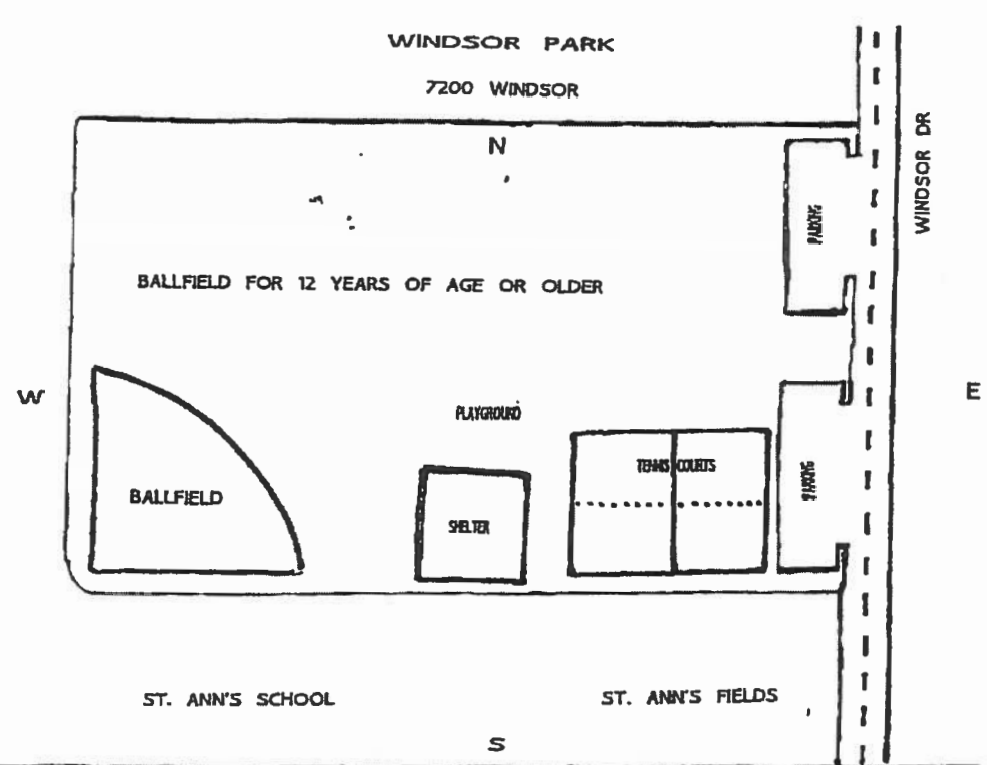 WINDSOR PARK
7200 WINDSOR
N
WINDSOR DR
PARKING
BALLFIELD FOR 12 YEARS OF AGE OR OLDER
W
E
PLAYGROUND
TENNIS COURTS
PARKING
BALLFIELD
SHELTER
ST. ANN'S SCHOOL
ST. ANN'S FIELDS
S